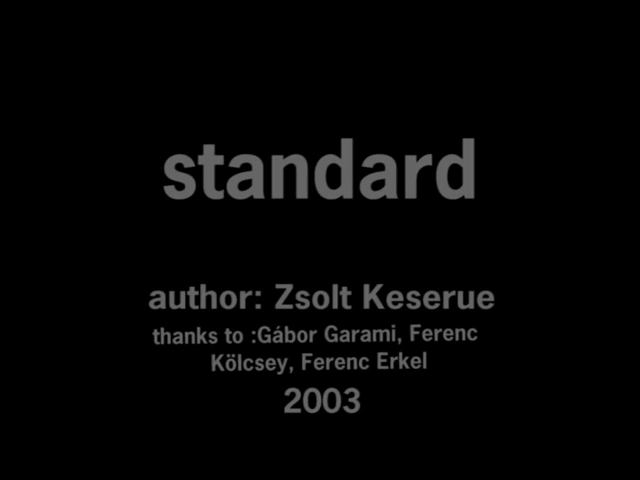 standard
author: Zsolt Keserue
thanks to :Gábor Garami, Ferenc
Kölcsey, Ferenc Erkel
2003